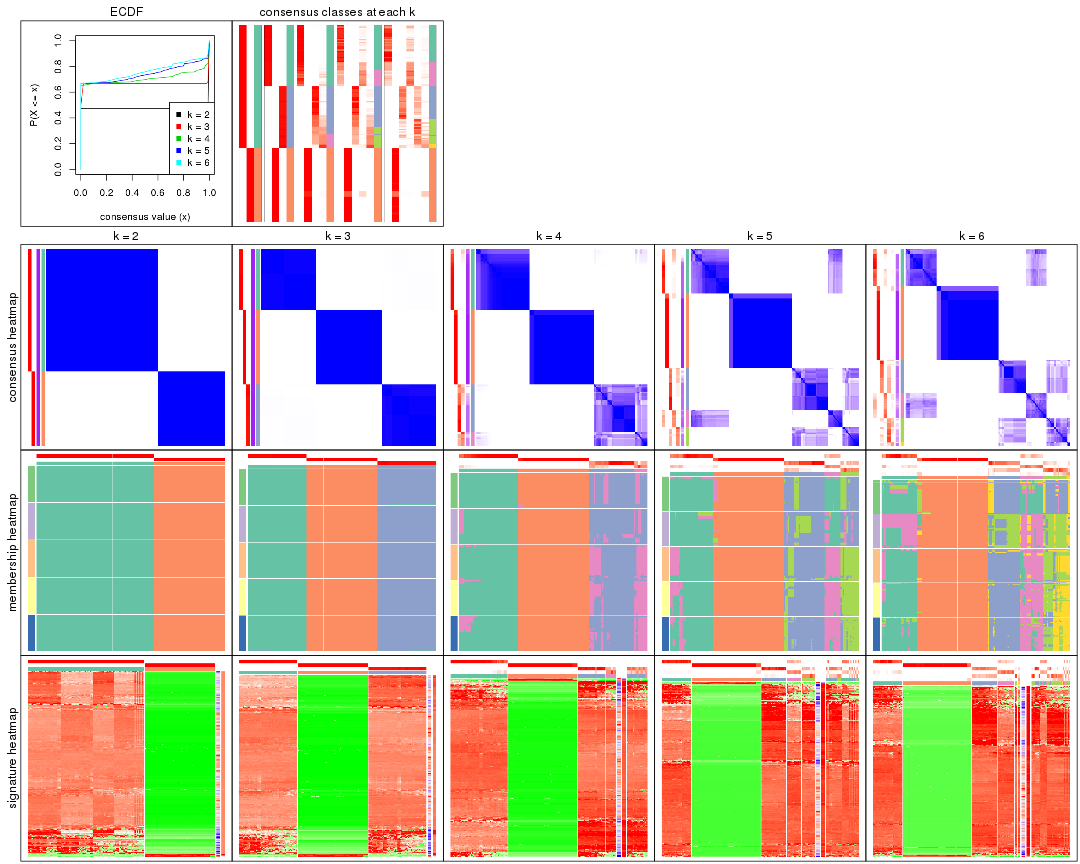 ECDF
consensus classes at each k
P(X <= x)
1.0
0.8
0.6
0.4
0.2
0.0
k = 2
k = 3
k = 4
k = 5
k = 6
0.0 0.2 0.4 0.6 0.8 1.0
consensus value (x)
k = 2
k = 3
k = 4
k = 5
k = 6
consensus heatmap
membership heatmap
signature heatmap